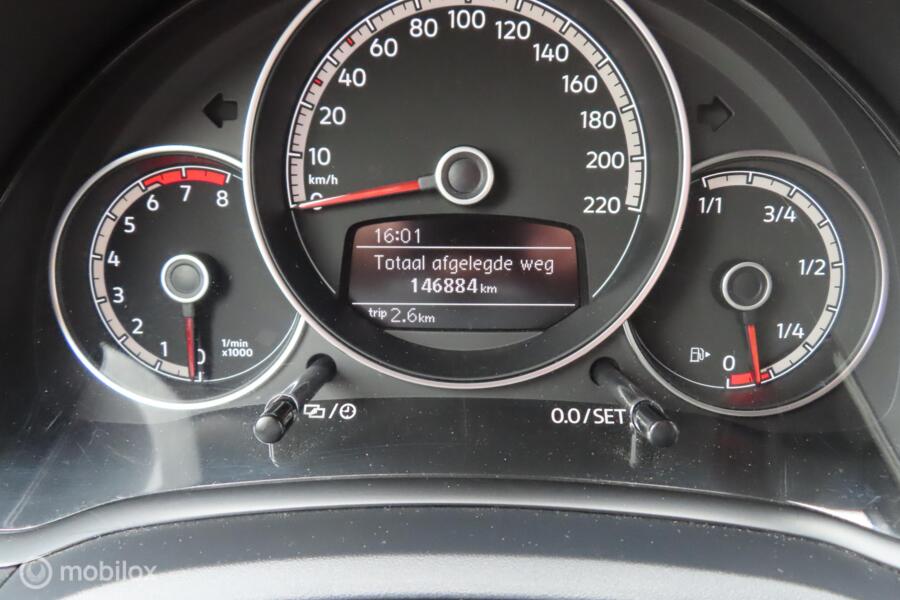 100
80 120
60 140
40 160
20 180
10 200
km/h
0 220
6 7 8
5
4
3
2
1 0
1/min
x1000
1/1 3/4
1/2
1/4
0
16:01
Totaal afgelegde weg
146884 km
trip 2.6 km
/
0.0/SET
mobilox